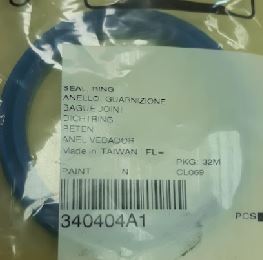 SEAL, RING
ANELLO, GUARNIZIONE
BAGUE JOINT
DICHTRING
RETEN
ANEL VEDADOR
Made in TAIWAN FL-
PKG: 32M
PAINT N CL069
340404A1
PCS